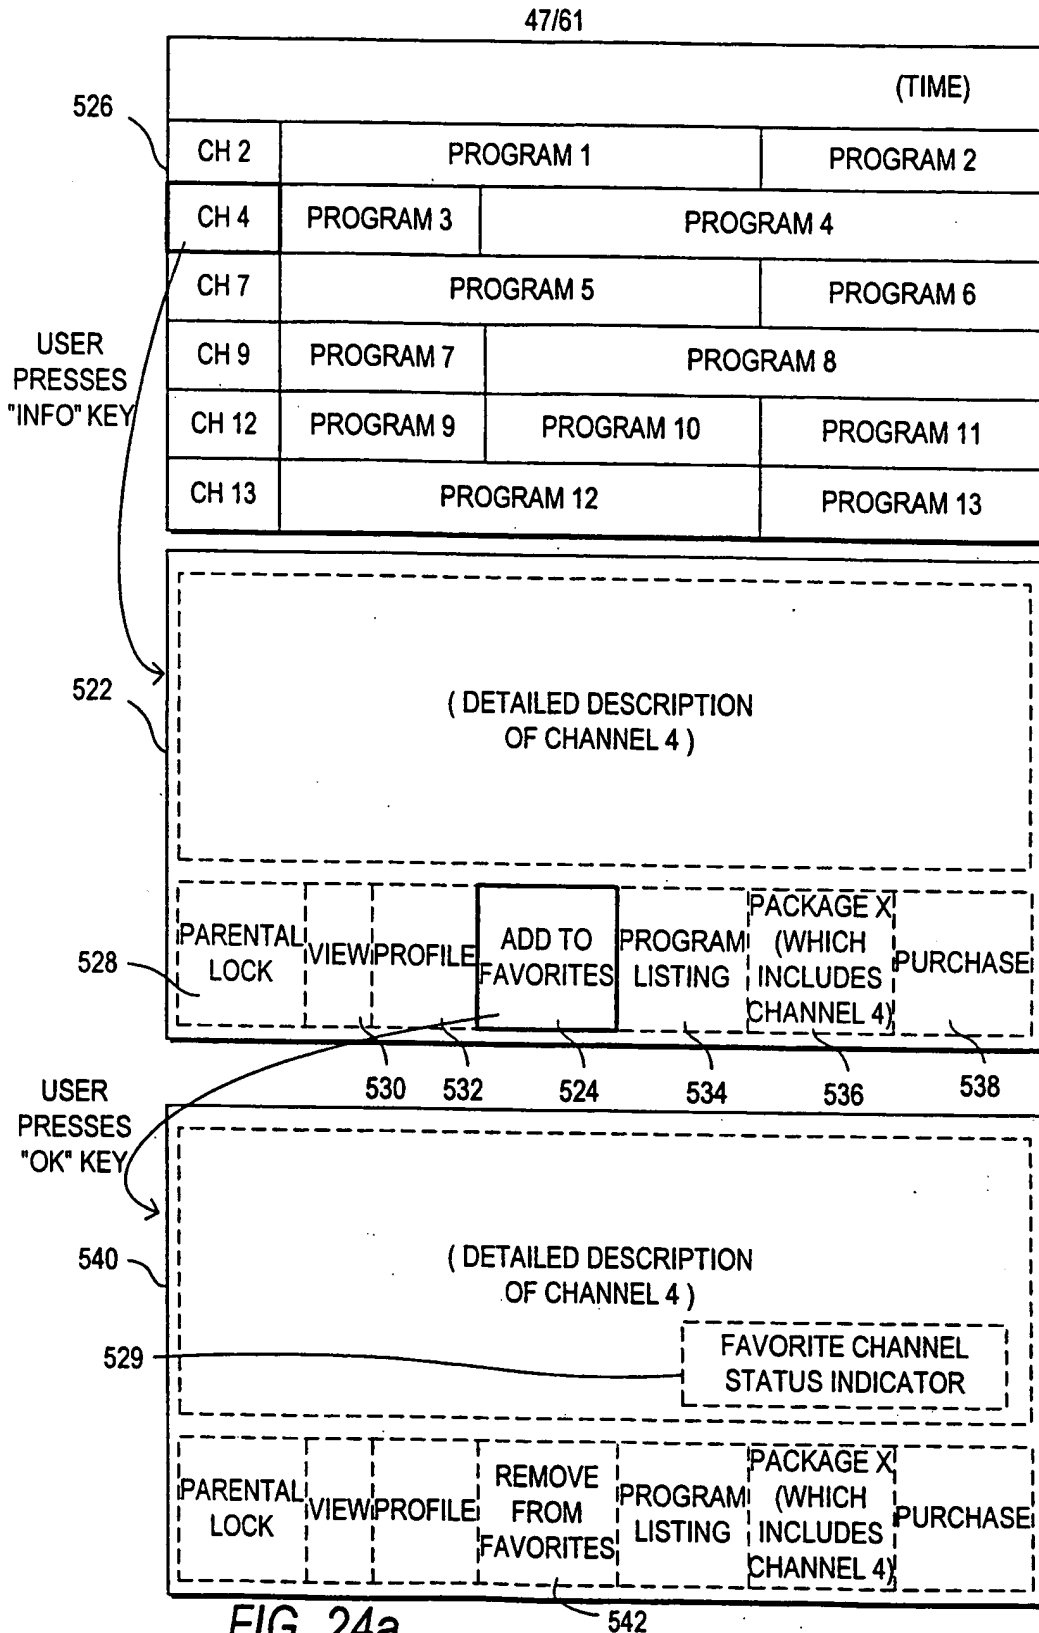 47/61
(TIME)
526
CH 2 PROGRAM 1 PROGRAM 2
CH 4 PROGRAM 3 PROGRAM 4
CH 7 PROGRAM 5 PROGRAM 6
USER
PRESSES
"INFO" KEY
CH 9 PROGRAM 7 PROGRAM 8
CH 12 PROGRAM 9 PROGRAM 10 PROGRAM 11
CH 13 PROGRAM 12 PROGRAM 13
522
( DETAILED DESCRIPTION
OF CHANNEL 4 )
528
PARENTAL
LOCK
VIEW
PROFILE
ADD TO
FAVORITES
PROGRAM
LISTING
PACKAGE X
(WHICH
INCLUDES
CHANNEL 4)
PURCHASE
530 532 524 534 536 538
USER
PRESSES
"OK" KEY
540
( DETAILED DESCRIPTION
OF CHANNEL 4 )
529
FAVORITE CHANNEL
STATUS INDICATOR
PARENTAL
LOCK
VIEW
PROFILE
REMOVE
FROM
FAVORITES
PROGRAM
LISTING
PACKAGE X
(WHICH
INCLUDES
CHANNEL 4)
PURCHASE
542
FIG. 24a